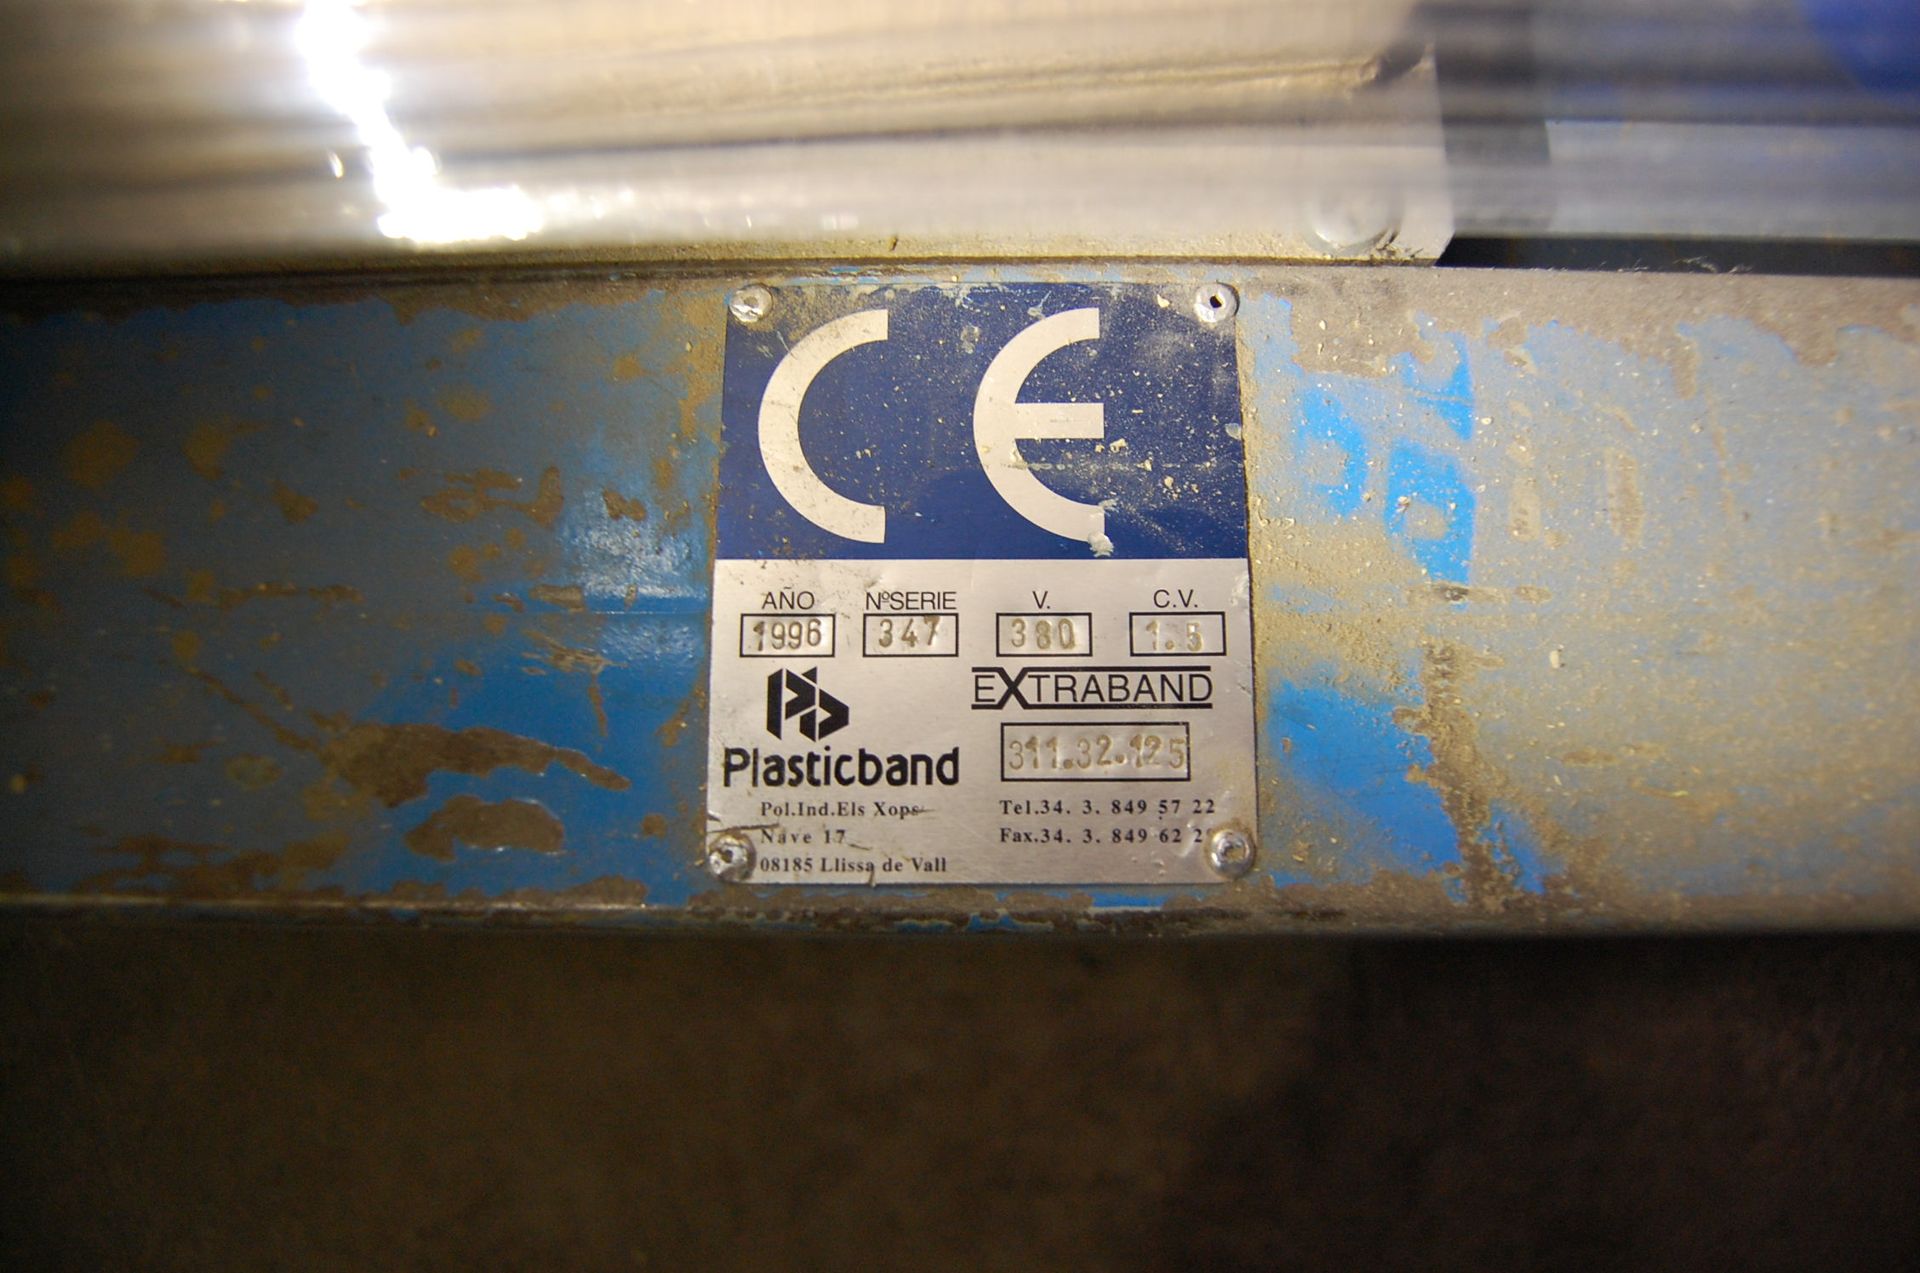 CE
AÑO NºSERIE V. C.V.
1996 347 380 1.5
Plasticband
EXTRABAND
311.32.125
Pol.Ind.Els Xops
Nave 17
08185 Llissa de Vall
Tel.34. 3. 849 57 22
Fax.34. 3. 849 62